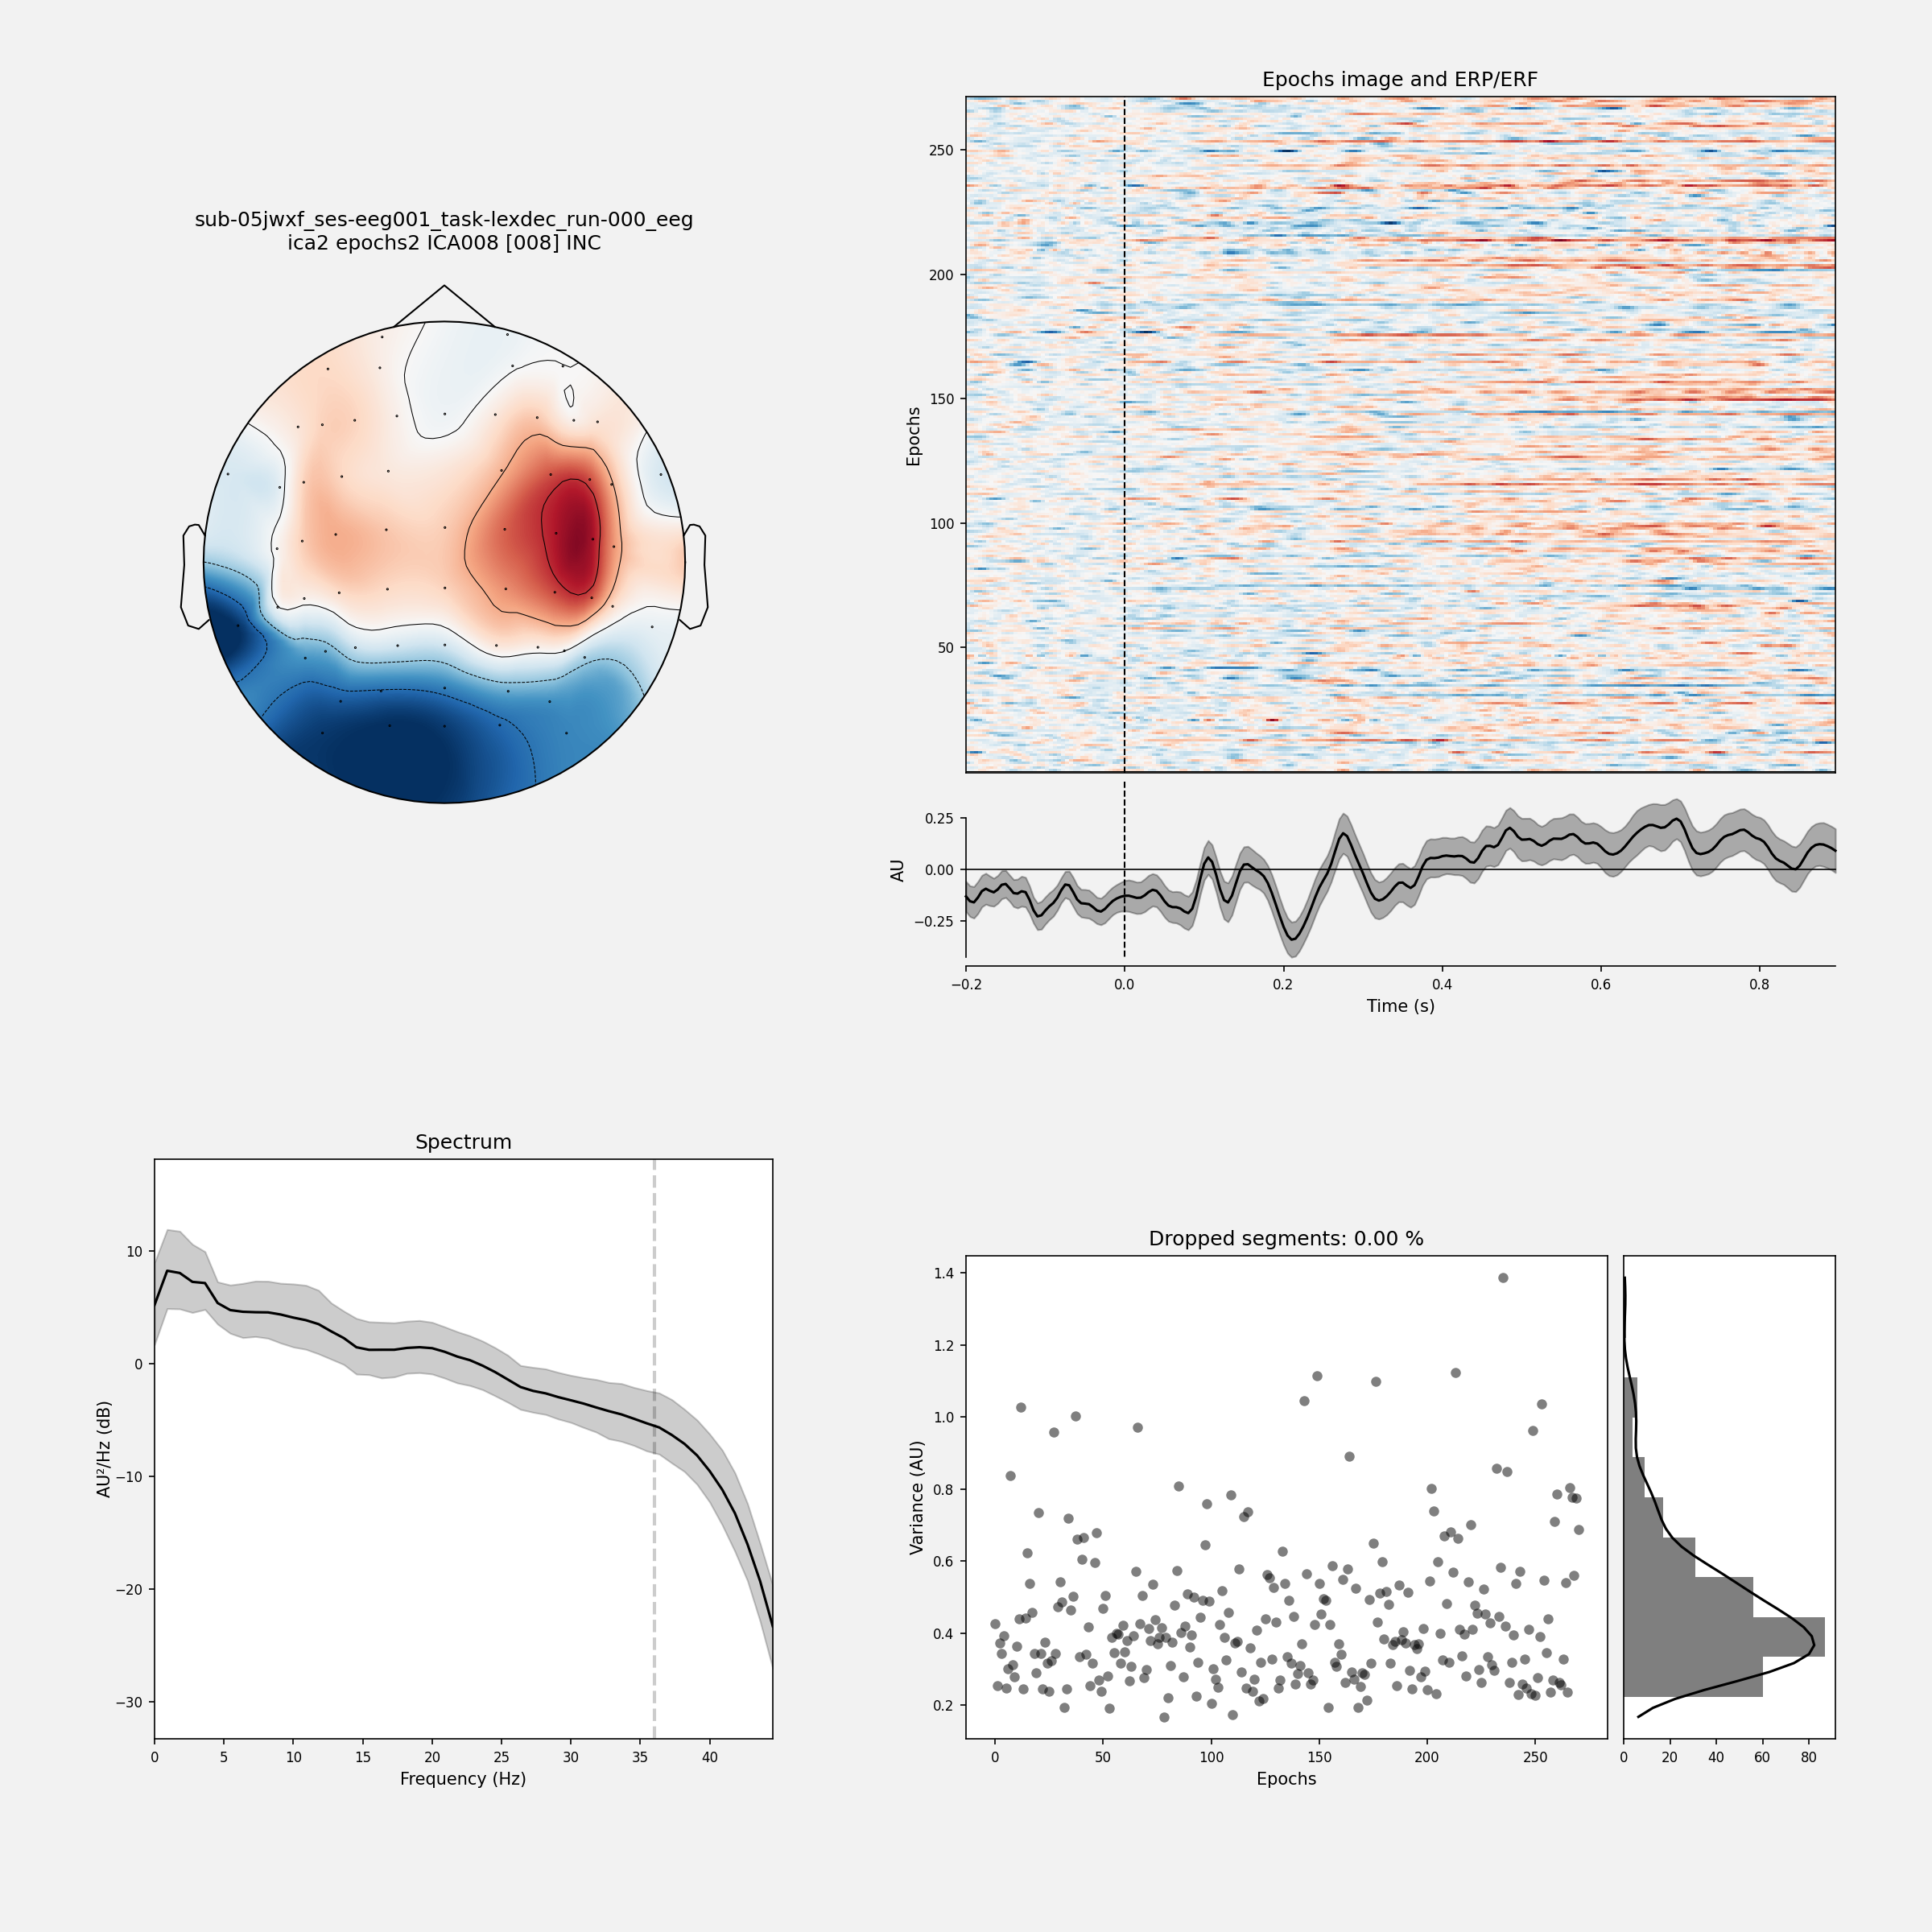 sub-05jwxf_ses-eeg001_task-lexdec_run-000_eeg
ica2 epochs2 ICA008 [008] INC
Epochs image and ERP/ERF
Epochs
250
200
150
100
50
AU
0.25
0.00
−0.25
−0.2 0.0 0.2 0.4 0.6 0.8
Time (s)
Spectrum
AU²/Hz (dB)
10
0
−10
−20
−30
0 5 10 15 20 25 30 35 40
Frequency (Hz)
Dropped segments: 0.00 %
Variance (AU)
1.4
1.2
1.0
0.8
0.6
0.4
0.2
0 50 100 150 200 250
Epochs
0 20 40 60 80